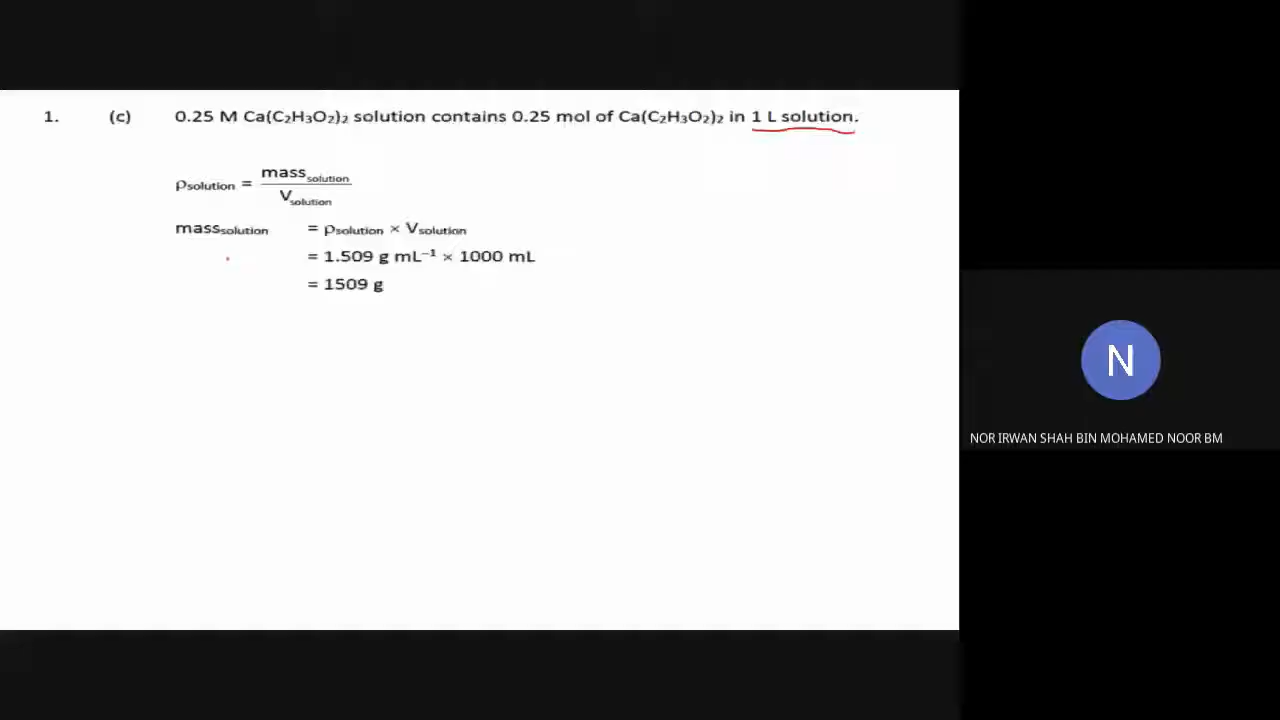 1. (c) 0.25 M Ca(C₂H₃O₂)₂ solution contains 0.25 mol of Ca(C₂H₃O₂)₂ in 1 L solution.
ρsolution = masssolution / Vsolution
masssolution = ρsolution × Vsolution
= 1.509 g mL⁻¹ × 1000 mL
= 1509 g
N
NOR IRWAN SHAH BIN MOHAMED NOOR BM